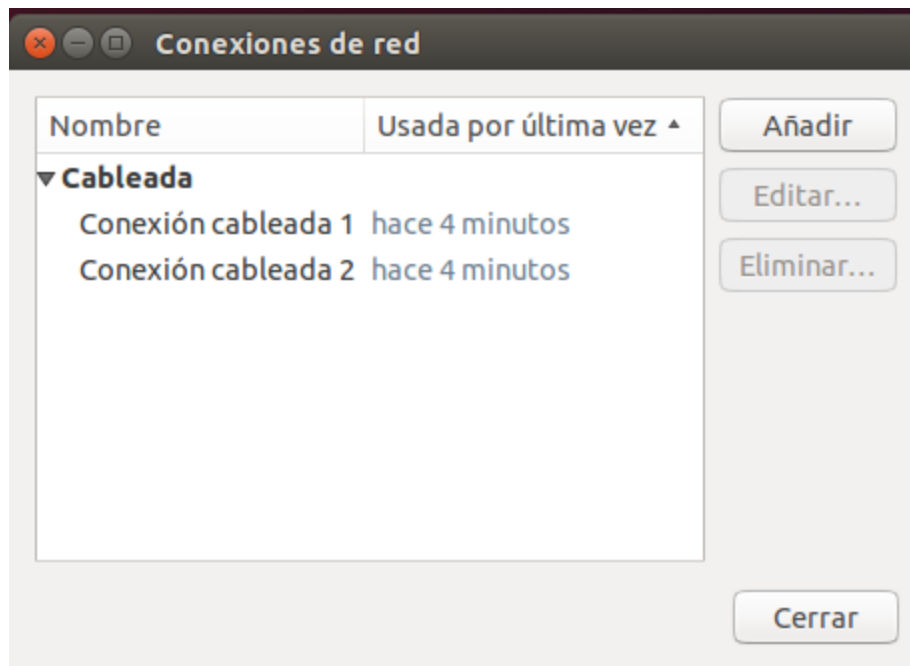 Conexiones de red
Nombre Usada por última vez Añadir
Cableada Editar...
Conexión cableada 1 hace 4 minutos
Conexión cableada 2 hace 4 minutos Eliminar...
Cerrar